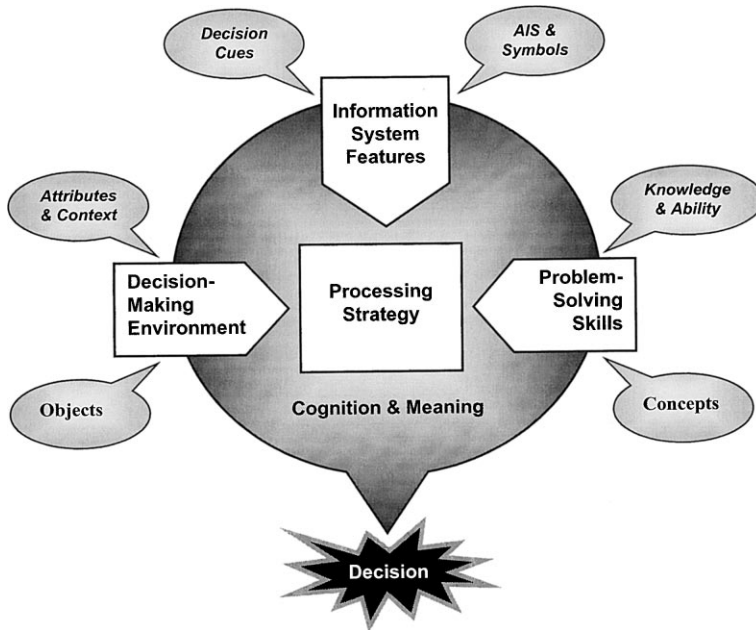 Decision
Cues
AIS &
Symbols
Information
System
Features
Attributes
& Context
Knowledge
& Ability
Decision-
Making
Environment
Processing
Strategy
Problem-
Solving
Skills
Objects
Cognition & Meaning
Concepts
Decision